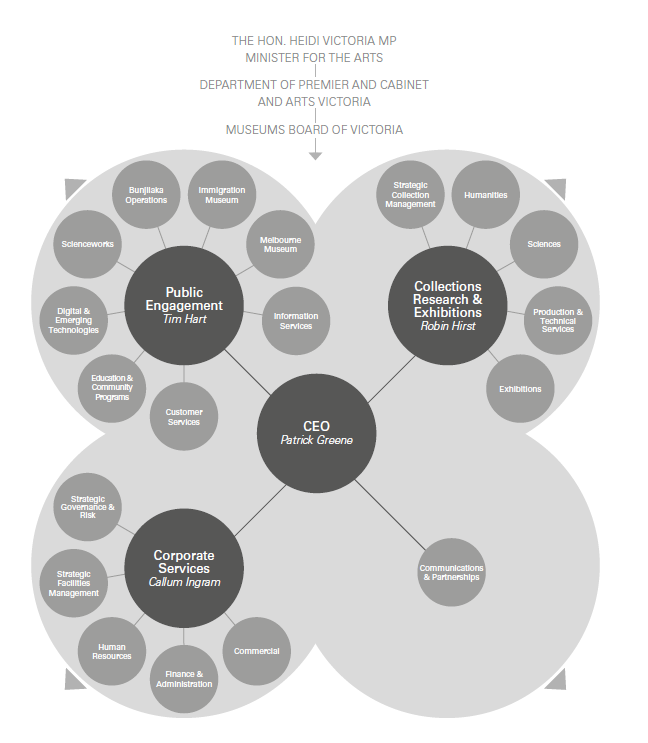 THE HON. HEIDI VICTORIA MP
MINISTER FOR THE ARTS
DEPARTMENT OF PREMIER AND CABINET
AND ARTS VICTORIA
MUSEUMS BOARD OF VICTORIA
Bunjilaka
Operations
Immigration
Museum
Scienceworks
Melbourne
Museum
Public
Engagement
Tim Hart
Digital &
Emerging
Technologies
Information
Services
Education &
Community
Programs
Customer
Services
Strategic
Collection
Management
Humanities
Sciences
Collections
Research &
Exhibitions
Robin Hirst
Production &
Technical
Services
Exhibitions
CEO
Patrick Greene
Strategic
Governance &
Risk
Corporate
Services
Callum Ingram
Strategic
Facilities
Management
Human
Resources
Finance &
Administration
Commercial
Communications
& Partnerships